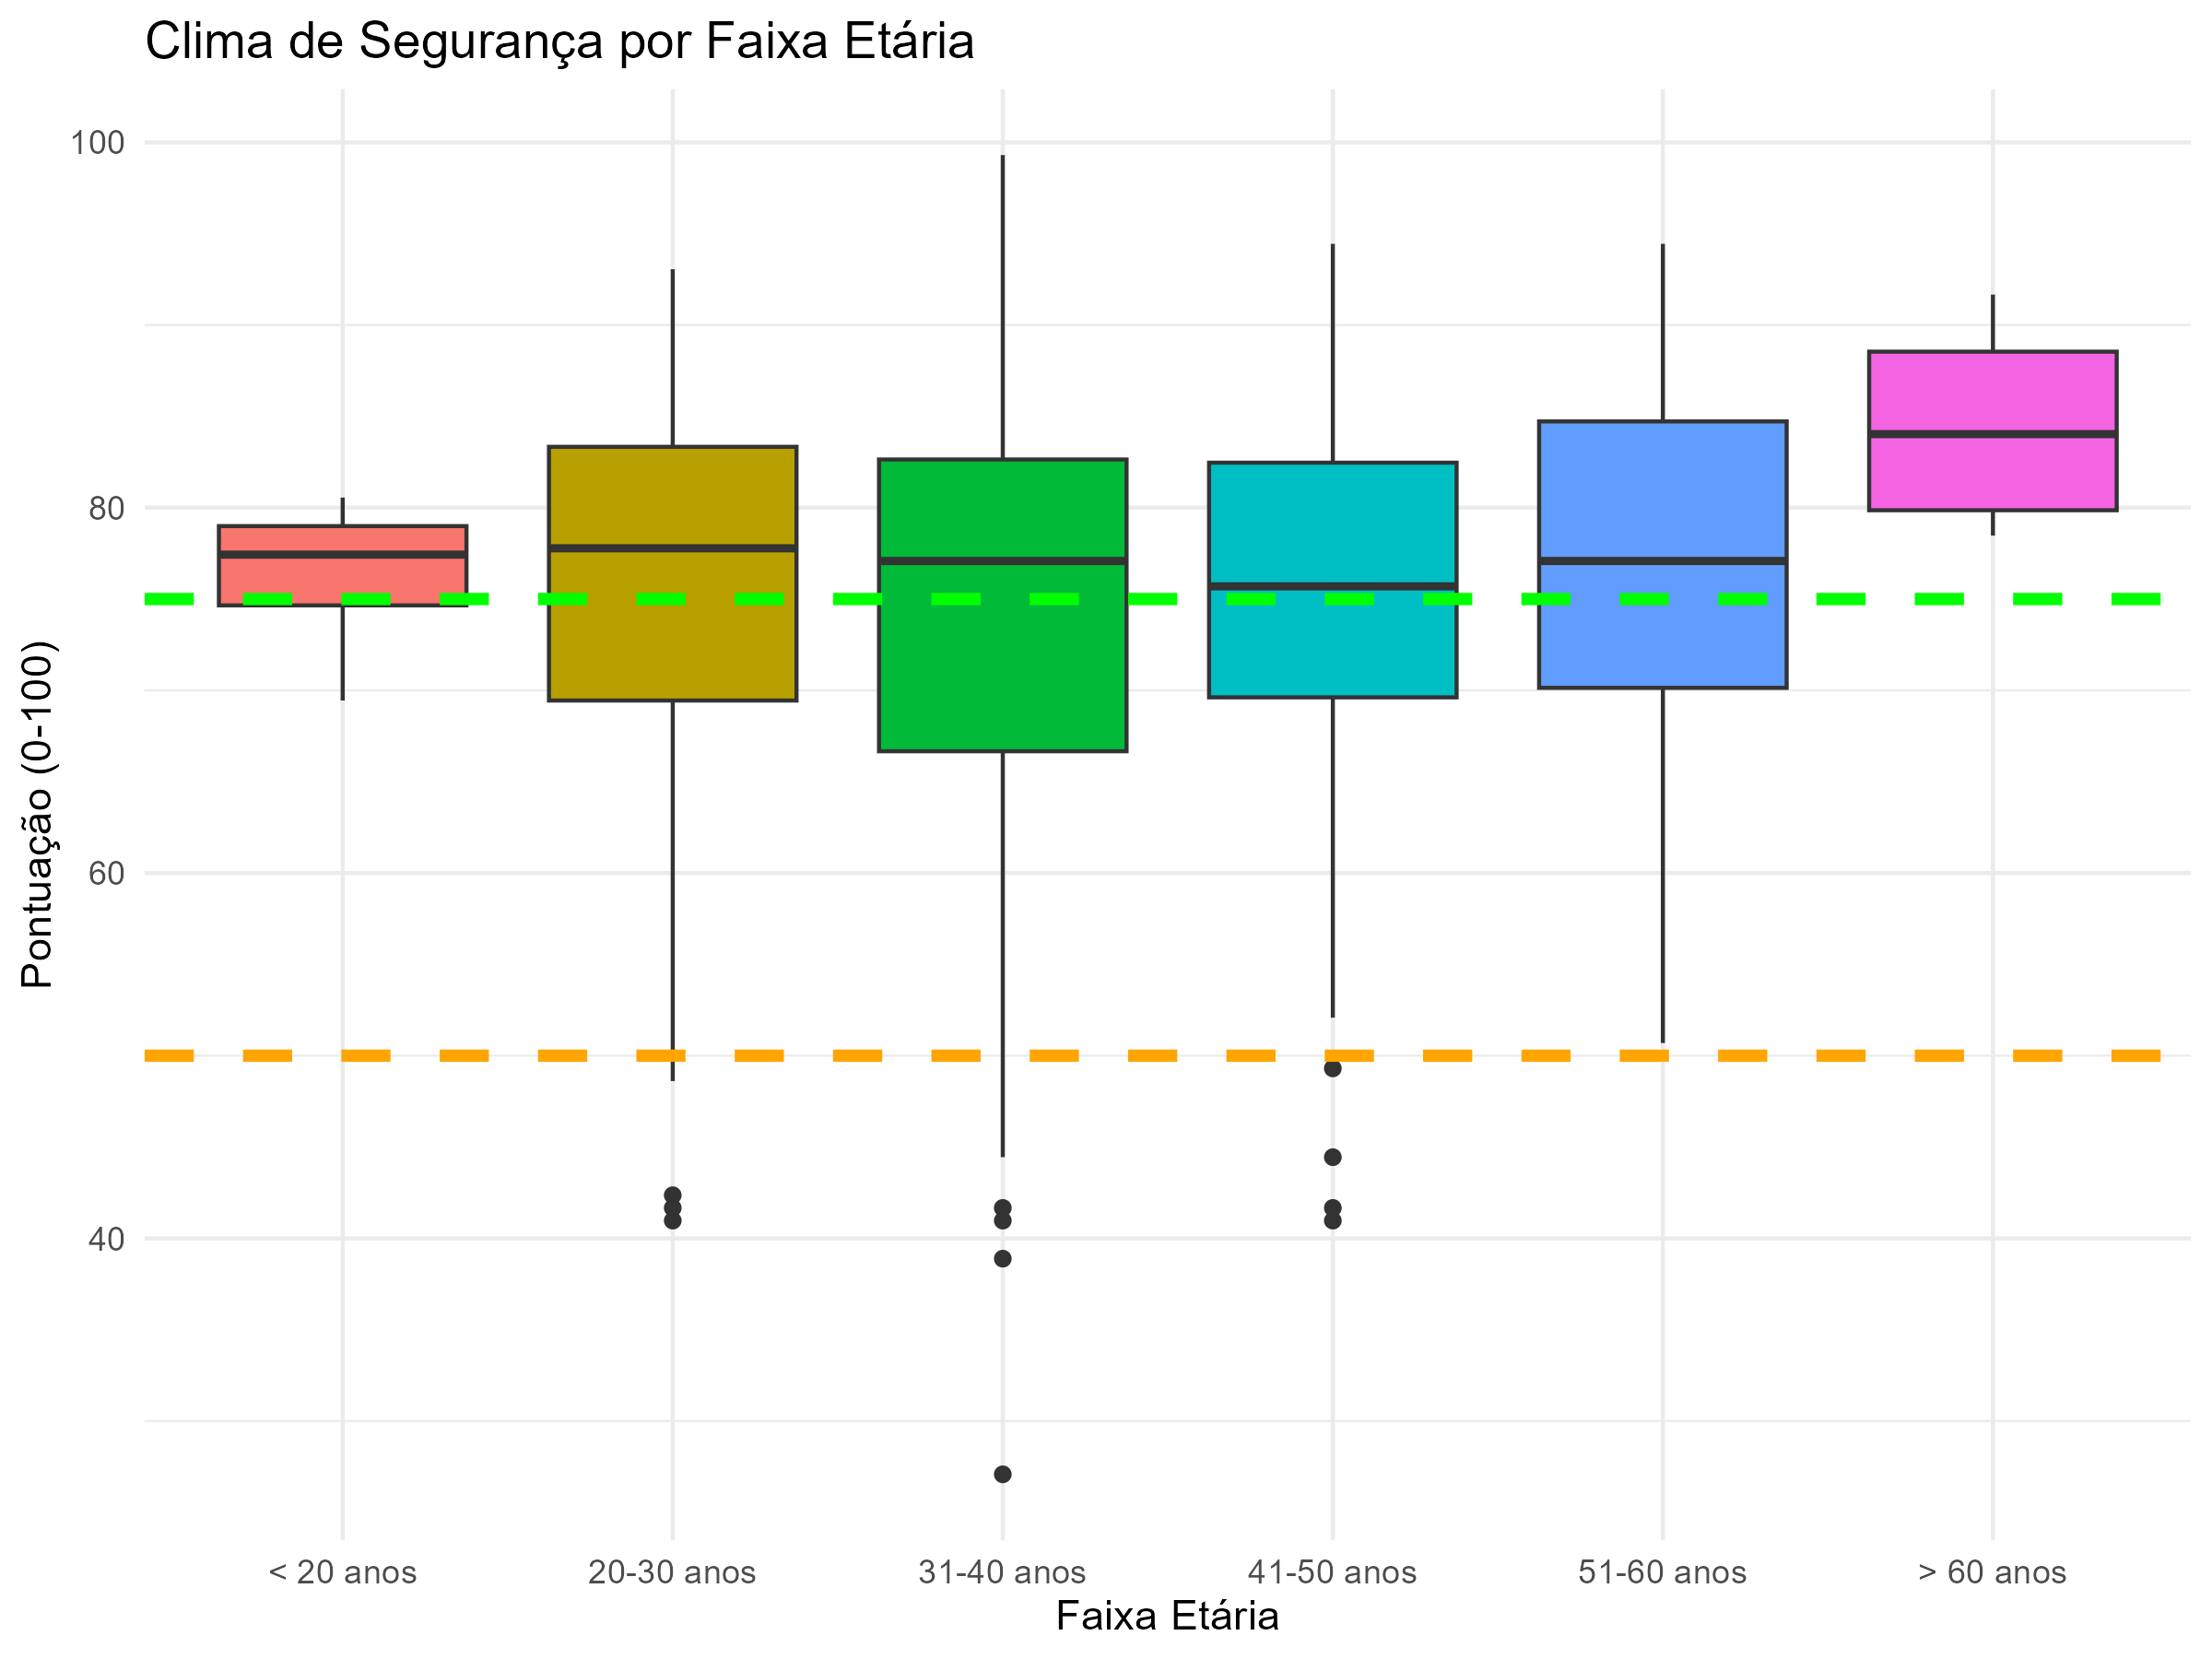 Clima de Segurança por Faixa Etária
Pontuação (0-100)
100
80
60
40
< 20 anos
20-30 anos
31-40 anos
41-50 anos
51-60 anos
> 60 anos
Faixa Etária